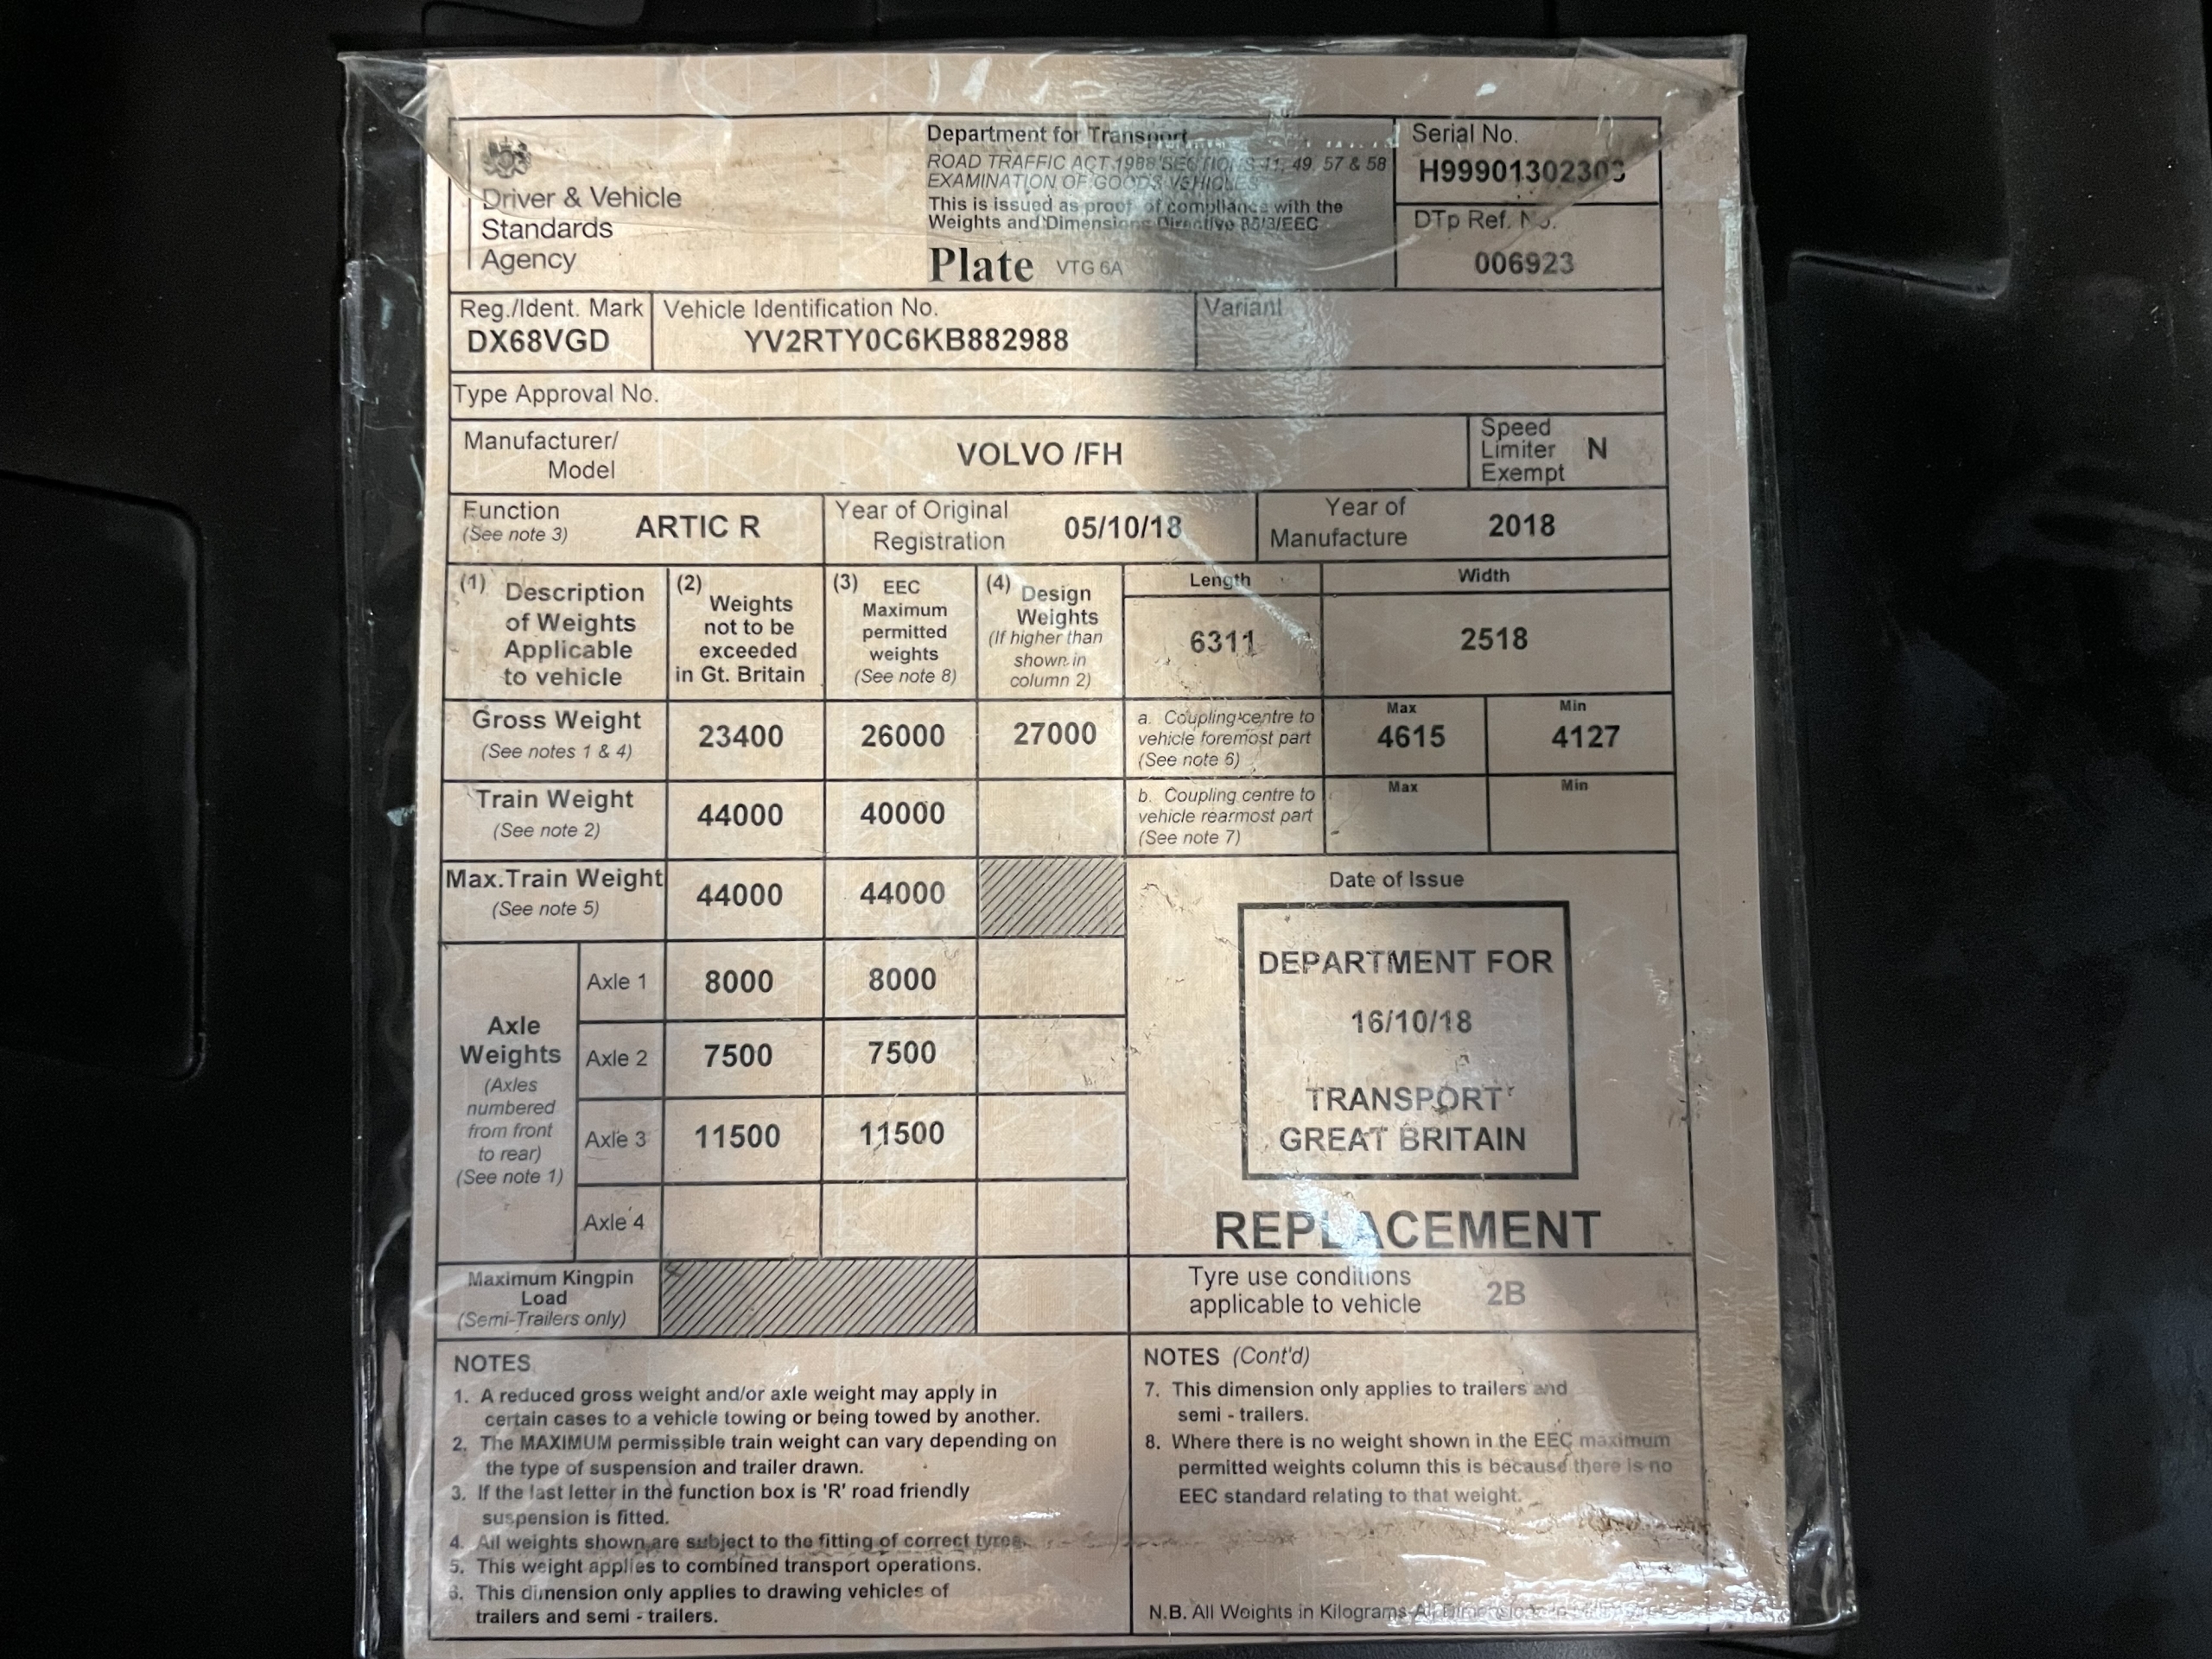 Driver & Vehicle
Standards
Agency
Department for Transport
ROAD TRAFFIC ACT 1988 SECTIONS 41, 49, 57 & 58
EXAMINATION OF GOODS VEHICLES
This is issued as proof of compliance with the
Weights and Dimensions Directive 85/3/EEC
Plate VTG 6A
Serial No.
H99901302303
DTp Ref. No.
006923
Reg./Ident. Mark
DX68VGD
Vehicle Identification No.
YV2RTY0C6KB882988
Variant
Type Approval No.
Manufacturer/
Model
VOLVO /FH
Speed
Limiter
Exempt
N
Function
(See note 3)
ARTIC R
Year of Original
Registration
05/10/18
Year of
Manufacture
2018
(1) Description
of Weights
Applicable
to vehicle
(2) Weights
not to be
exceeded
in Gt. Britain
(3) EEC
Maximum
permitted
weights
(See note 8)
(4) Design
Weights
(If higher than
shown in
column 2)
Length
6311
Width
2518
Gross Weight
(See notes 1 & 4)
23400
26000
27000
a. Coupling centre to
vehicle foremost part
(See note 6)
Max
4615
Min
4127
Train Weight
(See note 2)
44000
40000
b. Coupling centre to
vehicle rearmost part
(See note 7)
Max
Min
Max.Train Weight
(See note 5)
44000
44000
Axle
Weights
(Axles
numbered
from front
to rear)
(See note 1)
Axle 1
8000
8000
Axle 2
7500
7500
Axle 3
11500
11500
Axle 4
Date of Issue
DEPARTMENT FOR
16/10/18
TRANSPORT
GREAT BRITAIN
REPLACEMENT
Maximum Kingpin
Load
(Semi-Trailers only)
Tyre use conditions
applicable to vehicle
2B
NOTES
1. A reduced gross weight and/or axle weight may apply in
certain cases to a vehicle towing or being towed by another.
2. The MAXIMUM permissible train weight can vary depending on
the type of suspension and trailer drawn.
3. If the last letter in the function box is 'R' road friendly
suspension is fitted.
4. All weights shown are subject to the fitting of correct tyres.
5. This weight applies to combined transport operations.
6. This dimension only applies to drawing vehicles of
trailers and semi - trailers.
NOTES (Cont'd)
7. This dimension only applies to trailers and
semi - trailers.
8. Where there is no weight shown in the EEC maximum
permitted weights column this is because there is no
EEC standard relating to that weight.
N.B. All Weights in Kilograms All Dimensions in